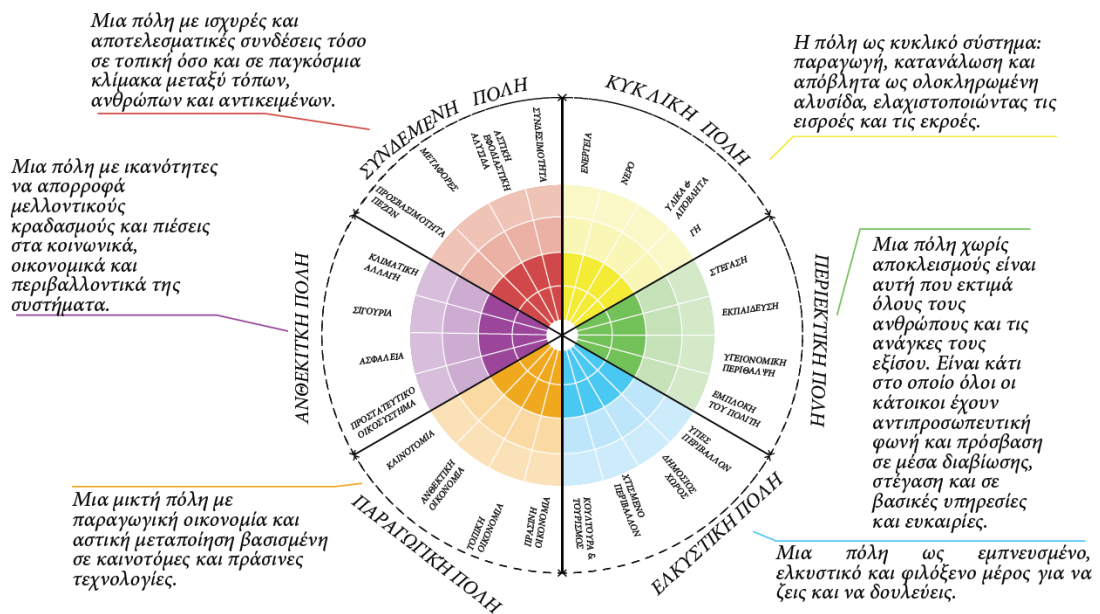 Μια πόλη με ισχυρές και
αποτελεσματικές συνδέσεις τόσο
σε τοπική όσο και σε παγκόσμια
κλίμακα μεταξύ τόπων,
ανθρώπων και αντικειμένων.
Η πόλη ως κυκλικό σύστημα:
παραγωγή, κατανάλωση και
απόβλητα ως ολοκληρωμένη
αλυσίδα, ελαχιστοποιώντας τις
εισροές και τις εκροές.
Μια πόλη με ικανότητες
να απορροφά
μελλοντικούς
κραδασμούς και πιέσεις
στα κοινωνικά,
οικονομικά και
περιβαλλοντικά της
συστήματα.
Μια πόλη χωρίς
αποκλεισμούς είναι
αυτή που εκτιμά
όλους τους
ανθρώπους και τις
ανάγκες τους
εξίσου. Είναι κάτι
στο οποίο όλοι οι
κάτοικοι έχουν
αντιπροσωπευτική
φωνή και πρόσβαση
σε μέσα διαβίωσης,
στέγαση και σε
βασικές υπηρεσίες
και ευκαιρίες.
Μια μικτή πόλη με
παραγωγική οικονομία και
αστική μεταποίηση βασισμένη
σε καινοτόμες και πράσινες
τεχνολογίες.
Μια πόλη ως εμπνευσμένο,
ελκυστικό και φιλόξενο μέρος για να
ζεις και να δουλεύεις.
ΣΥΝΔΕΜΕΝΗ ΠΟΛΗ
ΠΡΟΣΒΑΣΙΜΟΤΗΤΑ
ΠΕΖΩΝ
ΜΕΤΑΦΟΡΕΣ
ΑΣΤΙΚΗ
ΕΦΟΔΙΑΣΤΙΚΗ
ΑΛΥΣΙΔΑ
ΣΥΝΔΕΣΙΜΟΤΗΤΑ
ΚΥΚΛΙΚΗ ΠΟΛΗ
ΕΝΕΡΓΕΙΑ
ΝΕΡΟ
ΥΛΙΚΑ &
ΑΠΟΒΛΗΤΑ
ΓΗ
ΠΕΡΙΕΚΤΙΚΗ ΠΟΛΗ
ΣΤΕΓΑΣΗ
ΕΚΠΑΙΔΕΥΣΗ
ΥΓΕΙΟΝΟΜΙΚΗ
ΠΕΡΙΘΑΛΨΗ
ΕΜΠΛΟΚΗ
ΤΟΥ ΠΟΛΙΤΗ
ΕΛΚΥΣΤΙΚΗ ΠΟΛΗ
ΥΓΙΕΣ
ΠΕΡΙΒΑΛΛΟΝ
ΔΗΜΟΣΙΟΣ
ΧΩΡΟΣ
ΧΤΙΣΜΕΝΟ
ΠΕΡΙΒΑΛΛΟΝ
ΚΟΥΛΤΟΥΡΑ &
ΤΟΥΡΙΣΜΟΣ
ΠΑΡΑΓΩΓΙΚΗ ΠΟΛΗ
ΠΡΑΣΙΝΗ
ΟΙΚΟΝΟΜΙΑ
ΤΟΠΙΚΗ
ΟΙΚΟΝΟΜΙΑ
ΑΝΘΕΚΤΙΚΗ
ΟΙΚΟΝΟΜΙΑ
ΚΑΙΝΟΤΟΜΙΑ
ΑΝΘΕΚΙΤΚΗ ΠΟΛΗ
ΠΡΟΣΤΑΤΕΥΤΙΚΟ
ΟΙΚΟΣΥΣΤΗΜΑ
ΑΣΦΑΛΕΙΑ
ΣΙΓΟΥΡΙΑ
ΚΛΙΜΑΤΙΚΗ
ΑΛΛΑΓΗ